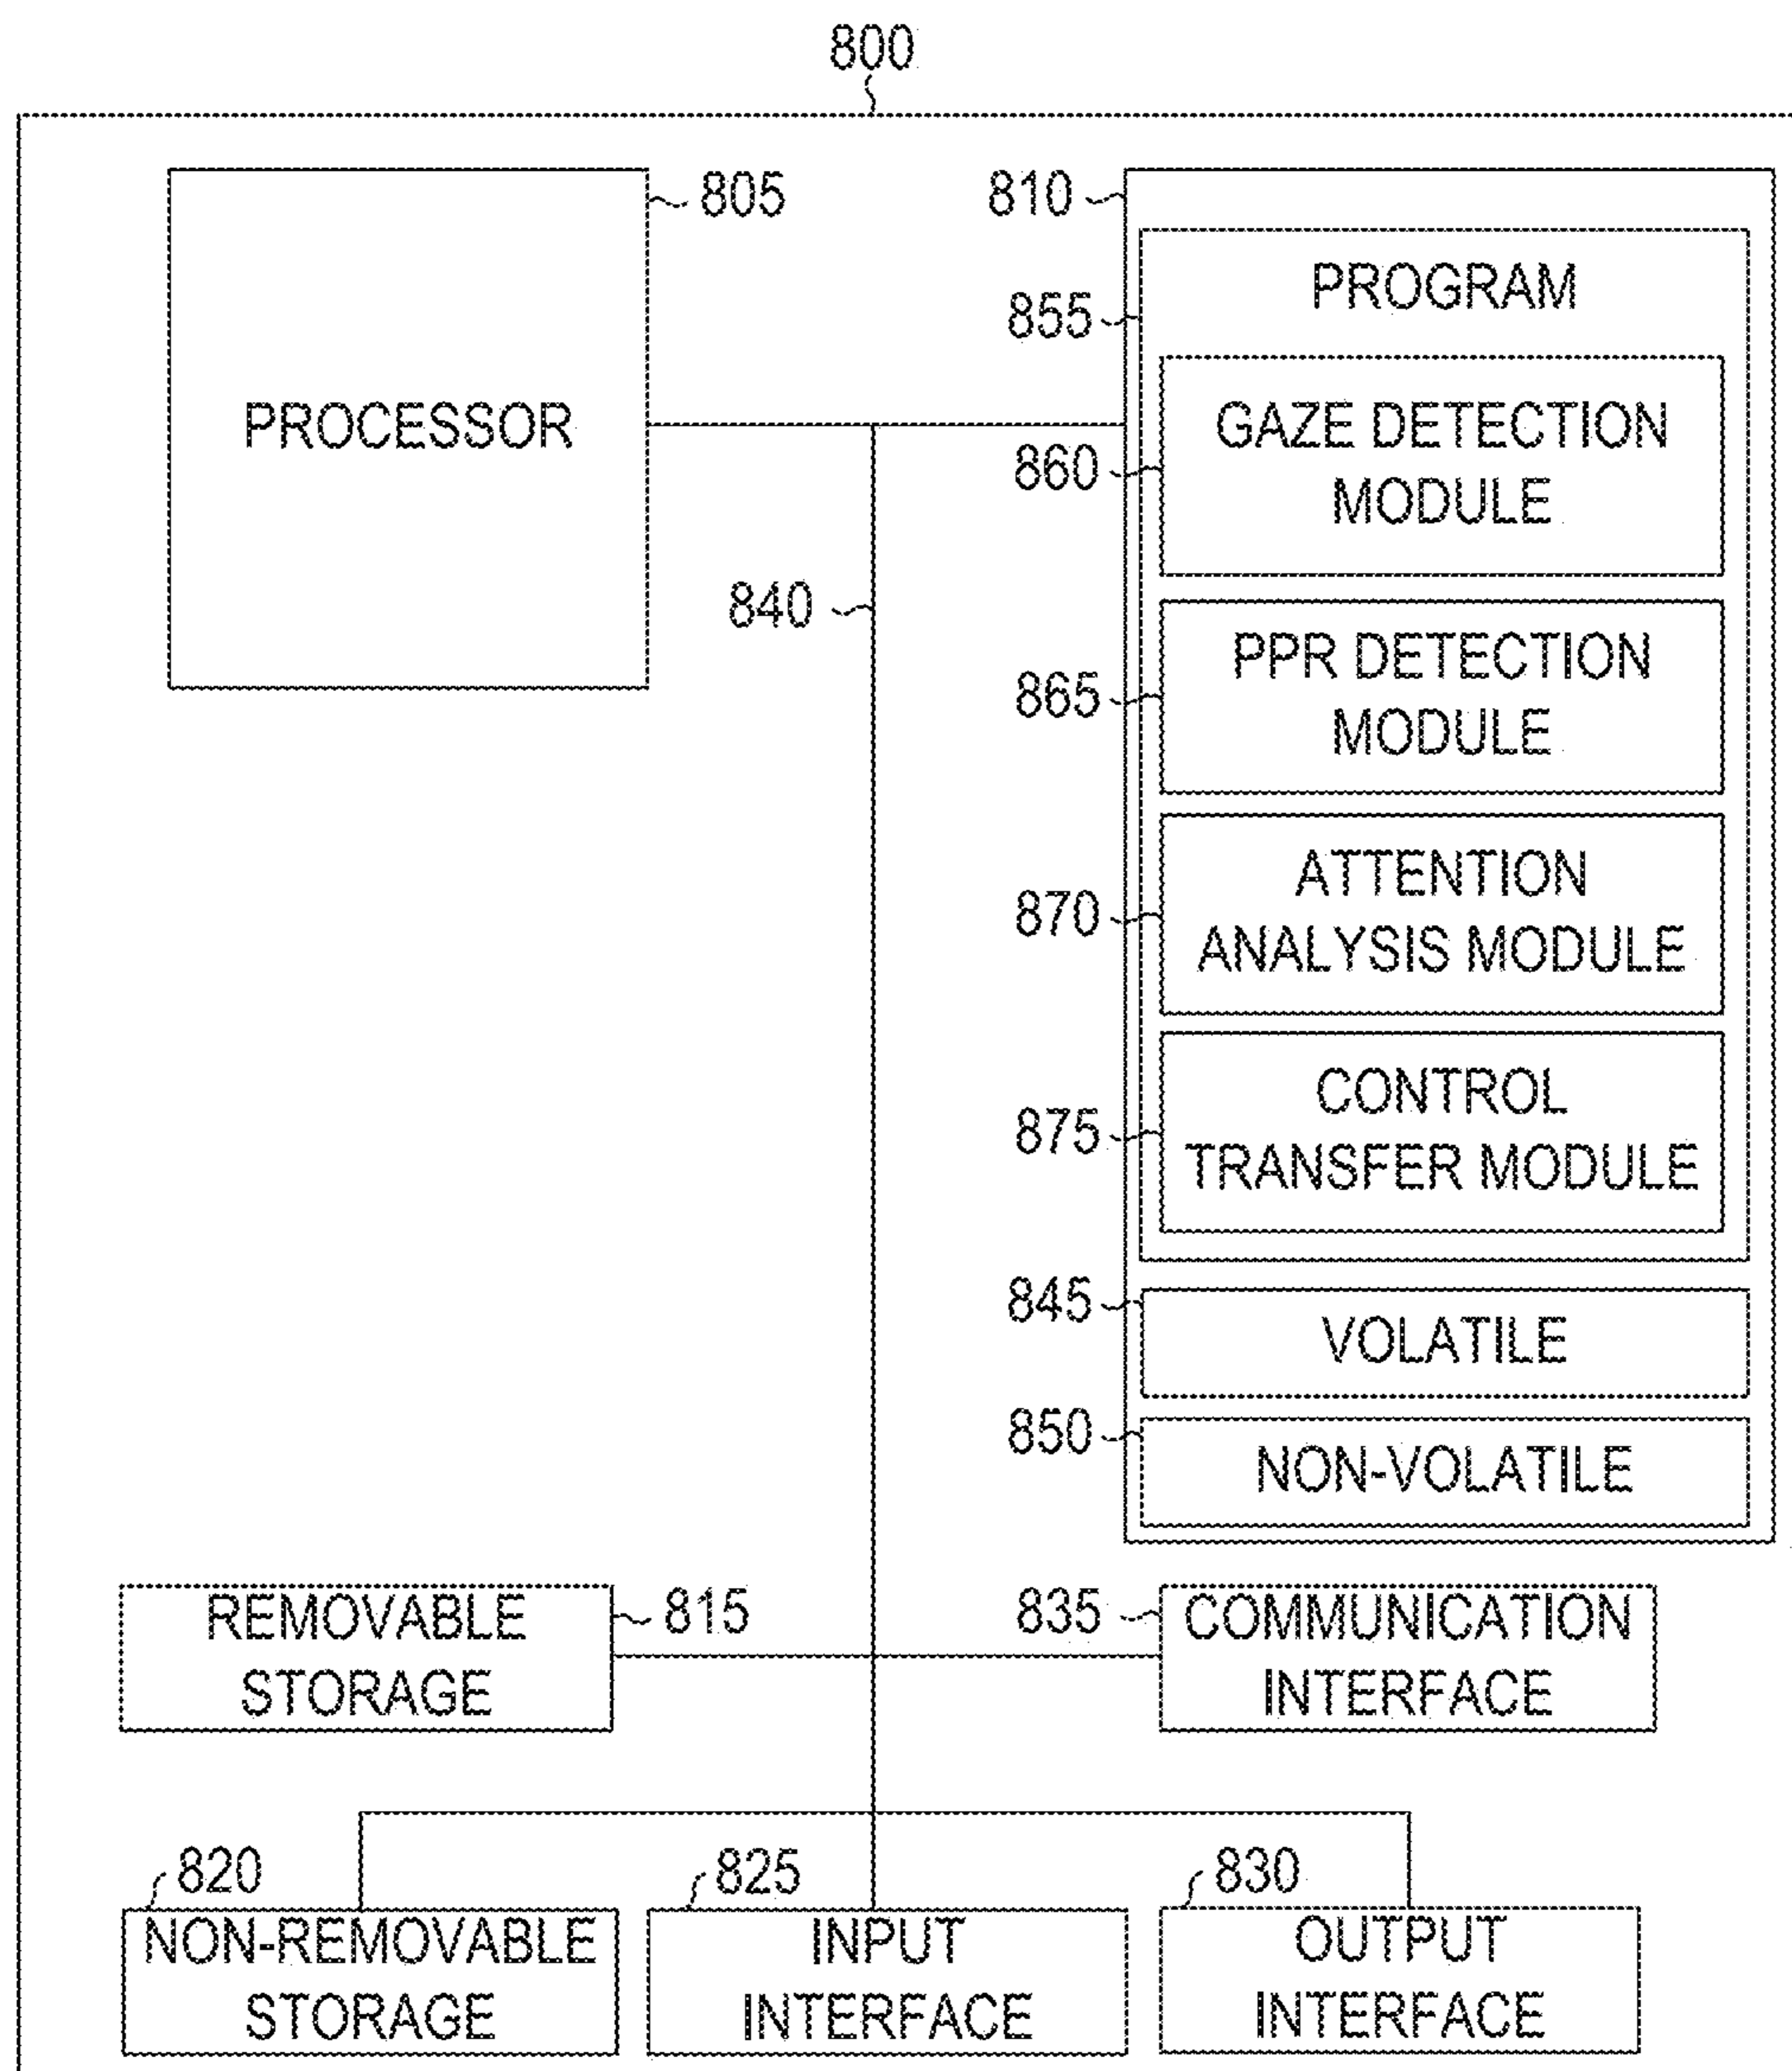 800
805
810
PROGRAM
855
PROCESSOR
GAZE DETECTION
MODULE
860
840
PPR DETECTION
MODULE
865
ATTENTION
ANALYSIS MODULE
870
CONTROL
TRANSFER MODULE
875
845
VOLATILE
850
NON-VOLATILE
REMOVABLE
STORAGE
815
835
COMMUNICATION
INTERFACE
820
NON-REMOVABLE
STORAGE
825
INPUT
INTERFACE
830
OUTPUT
INTERFACE